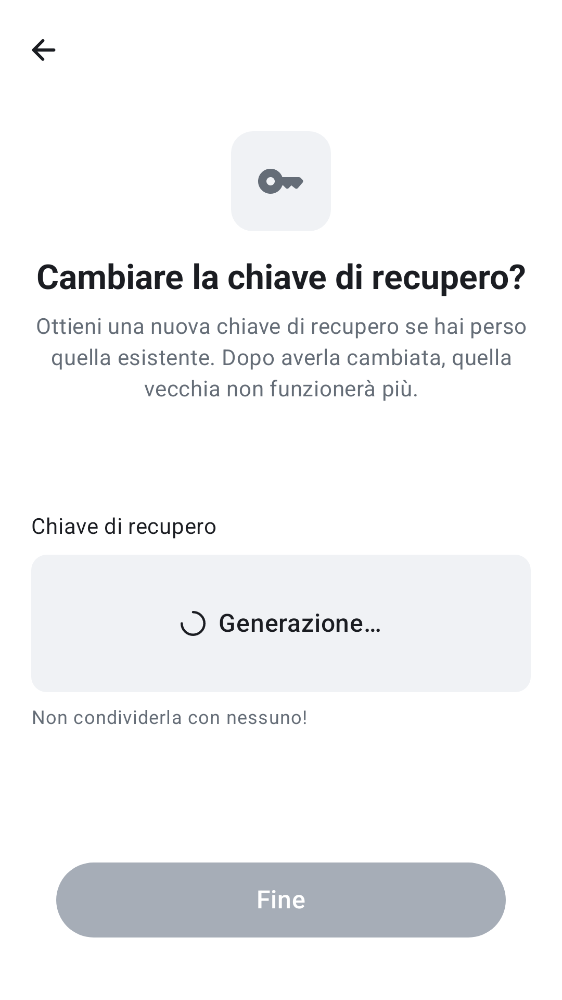 Cambiare la chiave di recupero?
Ottieni una nuova chiave di recupero se hai perso
quella esistente. Dopo averla cambiata, quella
vecchia non funzionerà più.
Chiave di recupero
Generazione…
Non condividerla con nessuno!
Fine